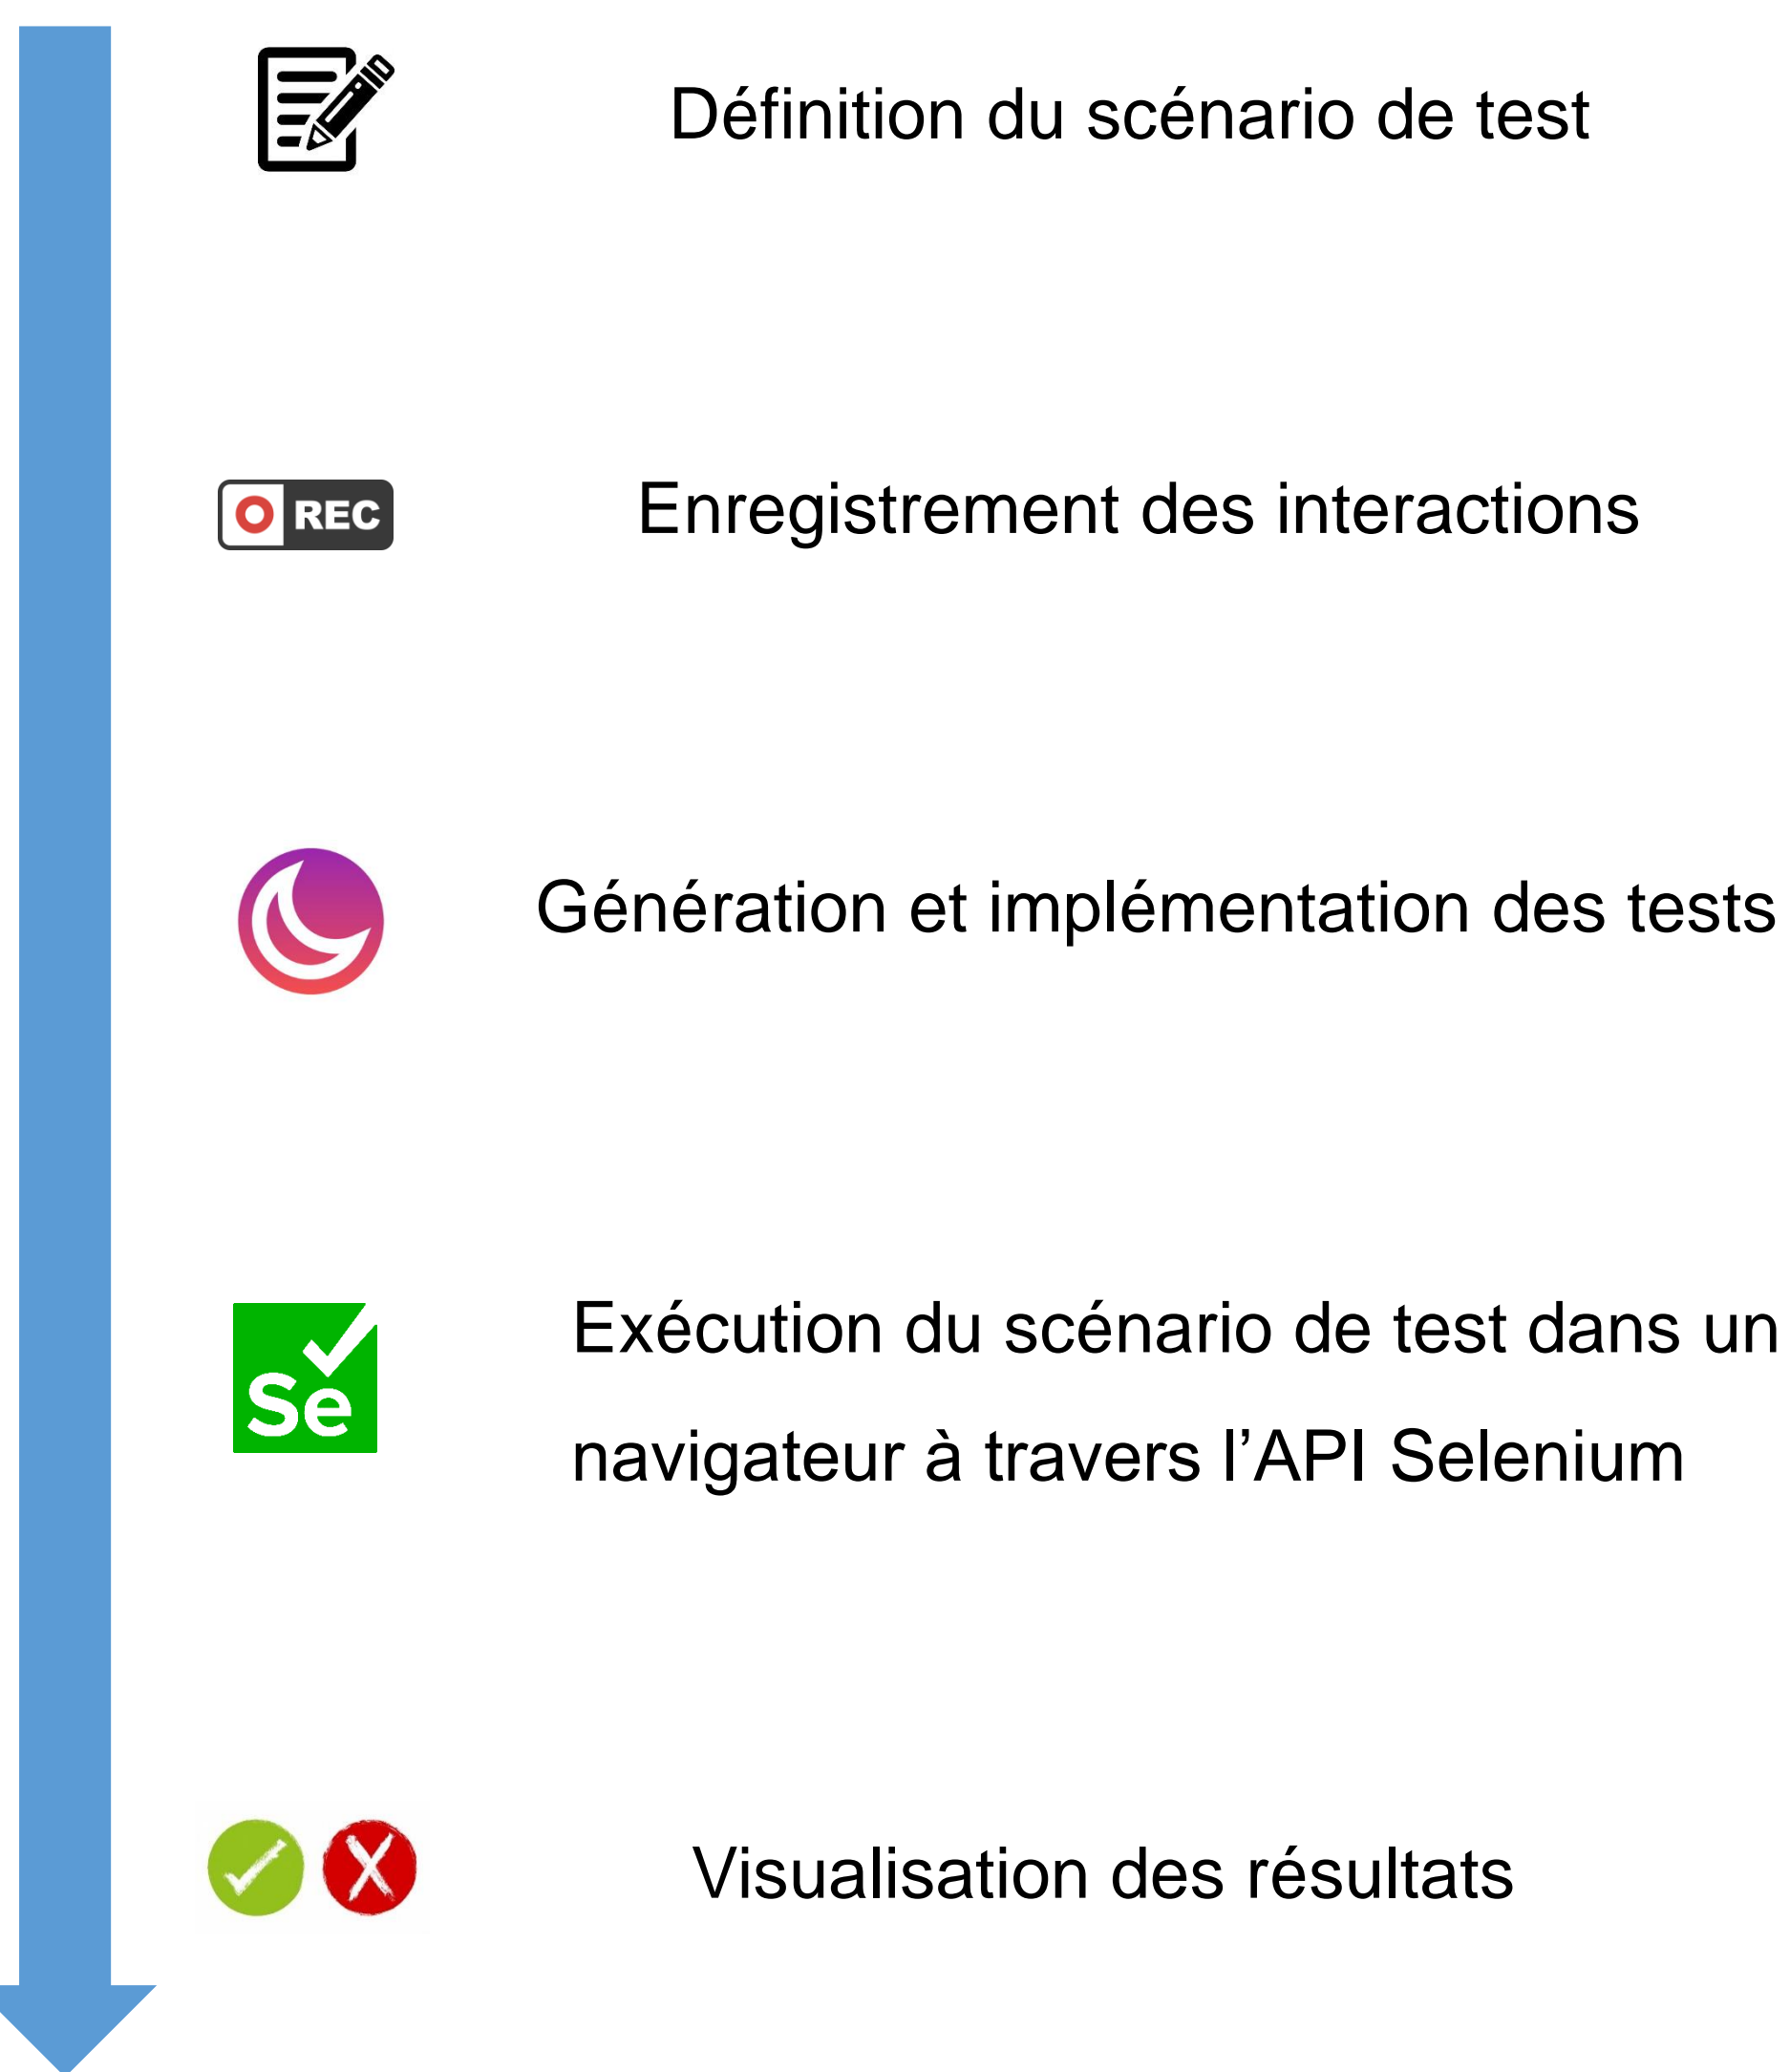 Définition du scénario de test
REC
Enregistrement des interactions
Génération et implémentation des tests
Se
Exécution du scénario de test dans un
navigateur à travers l’API Selenium
Visualisation des résultats